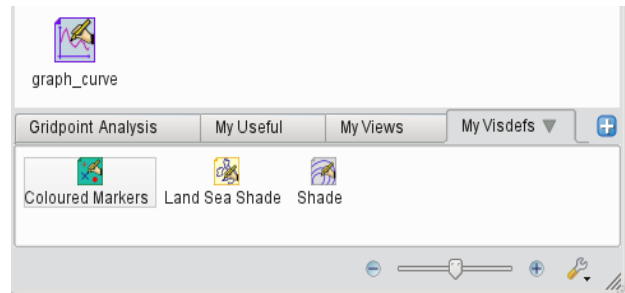 graph_curve
Gridpoint Analysis My Useful My Views My Visdefs
Coloured Markers Land Sea Shade Shade